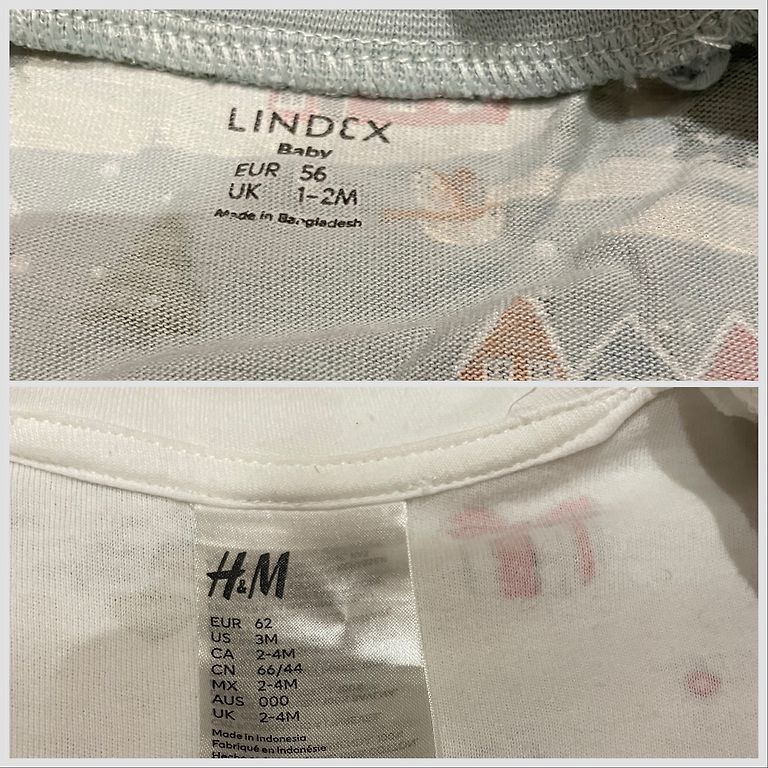 LINDEX
Baby
EUR 56
UK 1-2M
Made in Bangladesh
H&M
EUR 62
US 3M
CA 2-4M
CN 66/44
MX 2-4M
AUS 000
UK 2-4M
Made in Indonesia
Fabriqué en Indonésie